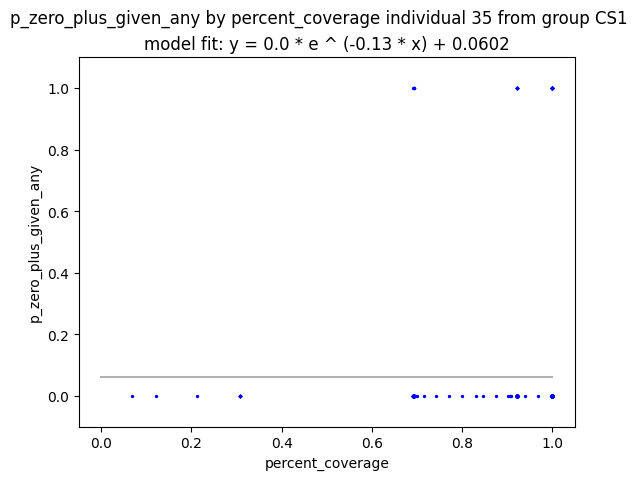 p_zero_plus_given_any by percent_coverage individual 35 from group CS1
model fit: y = 0.0 * e ^ (-0.13 * x) + 0.0602
1.0
0.8
0.6
0.4
0.2
0.0
p_zero_plus_given_any
0.0 0.2 0.4 0.6 0.8 1.0
percent_coverage